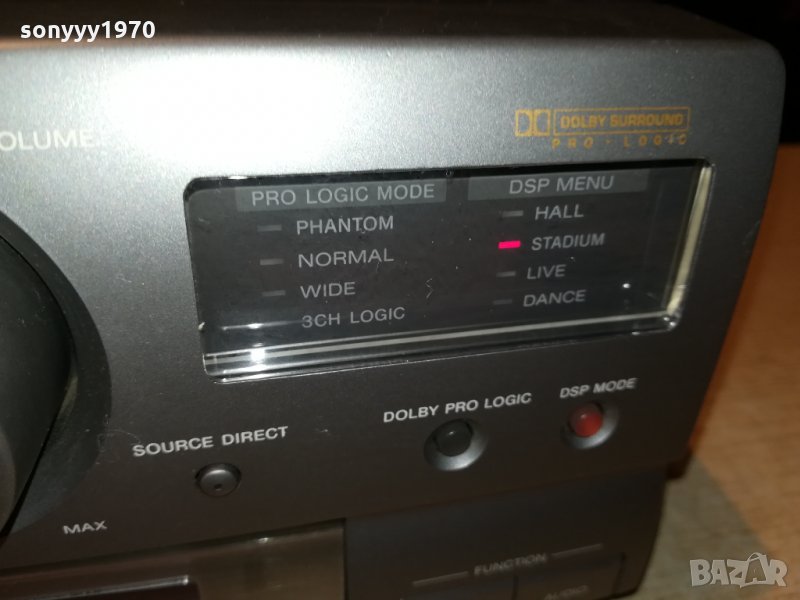 sonyyy1970
OLUME
DOLBY SURROUND
PRO · LOGIC
PRO LOGIC MODE
PHANTOM
NORMAL
WIDE
3CH LOGIC
DSP MENU
HALL
STADIUM
LIVE
DANCE
SOURCE DIRECT
DOLBY PRO LOGIC
DSP MODE
MAX
FUNCTION
AUDIO
BAZAR